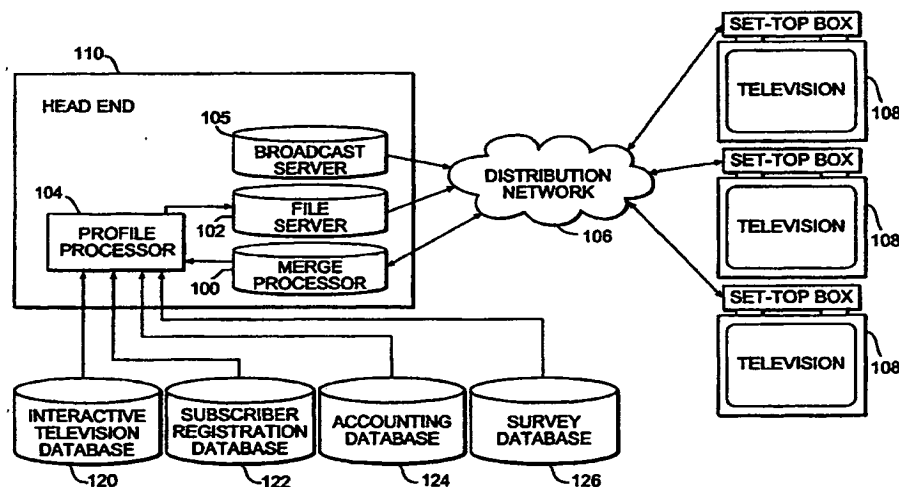 110
HEAD END
105
BROADCAST
SERVER
104
PROFILE
PROCESSOR
102
FILE
SERVER
100
MERGE
PROCESSOR
DISTRIBUTION
NETWORK
106
SET-TOP BOX
TELEVISION
108
SET-TOP BOX
TELEVISION
108
SET-TOP BOX
TELEVISION
108
INTERACTIVE
TELEVISION
DATABASE
120
SUBSCRIBER
REGISTRATION
DATABASE
122
ACCOUNTING
DATABASE
124
SURVEY
DATABASE
126